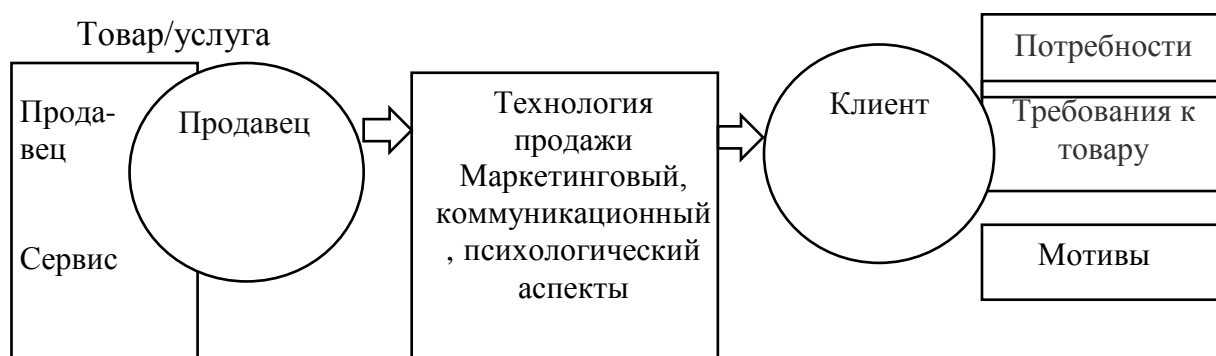 Товар/услуга
Прода-
вец
Сервис
Продавец
Технология
продажи
Маркетинговый,
коммуникационный
, психологический
аспекты
Клиент
Потребности
Требования к
товару
Мотивы